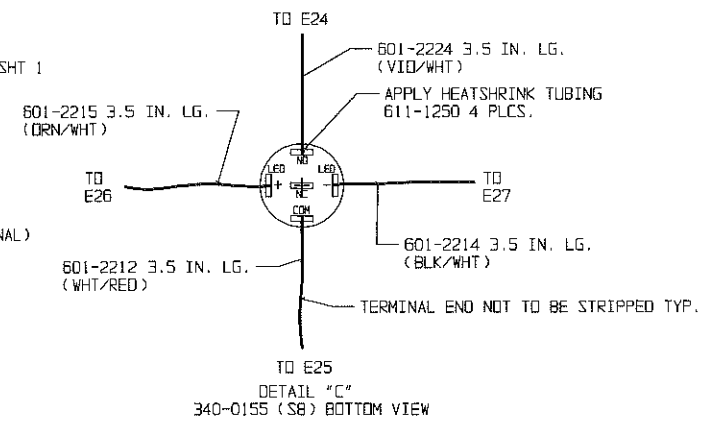 TO E24
SHT 1
601-2224 3.5 IN. LG.
(VIO/WHT)
APPLY HEATSHRINK TUBING
611-1250 4 PLCS.
601-2215 3.5 IN. LG.
(ORN/WHT)
NO
LED
LED
TO
E26
+
NC
-
TO
E27
COM
NAL)
601-2214 3.5 IN. LG.
(BLK/WHT)
601-2212 3.5 IN. LG.
(WHT/RED)
TERMINAL END NOT TO BE STRIPPED TYP.
TO E25
DETAIL "C"
340-0155 (S8) BOTTOM VIEW